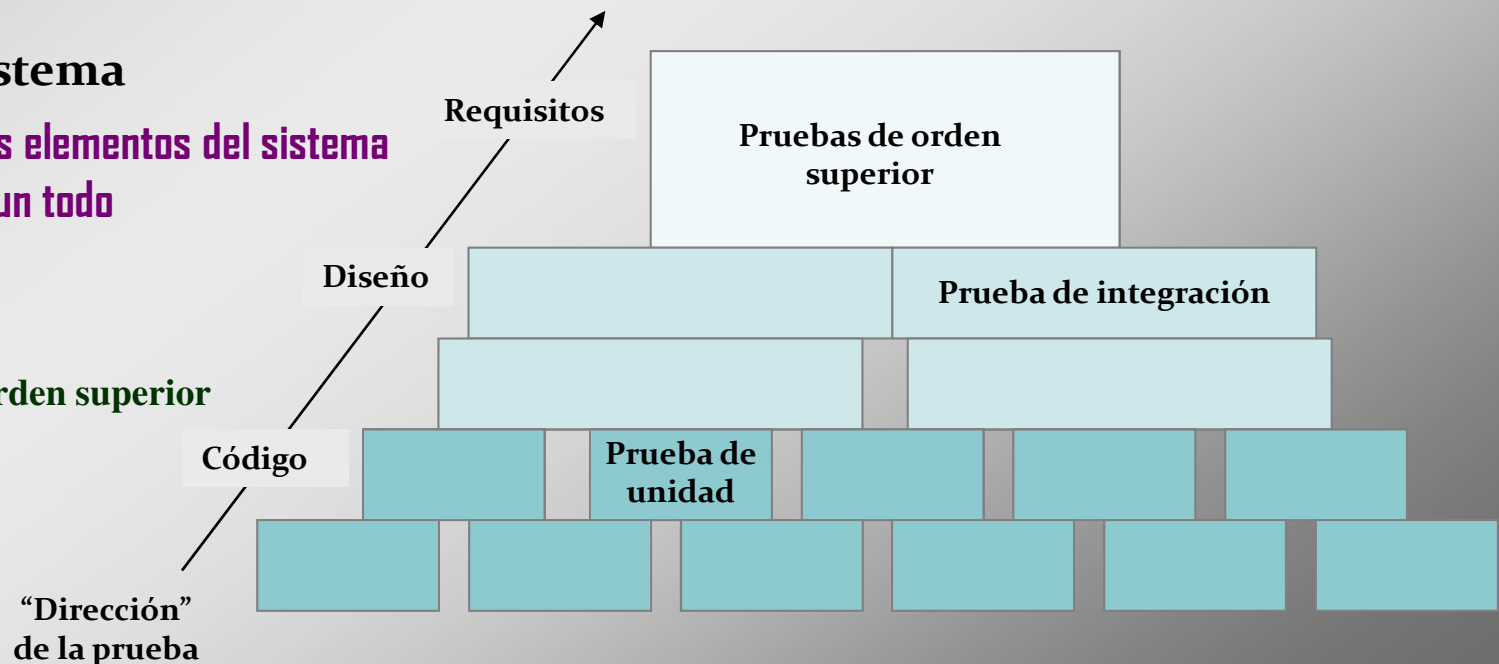 stema
s elementos del sistema
un todo
rden superior
Requisitos
Diseño
Código
“Dirección”
de la prueba
Pruebas de orden
superior
Prueba de integración
Prueba de
unidad